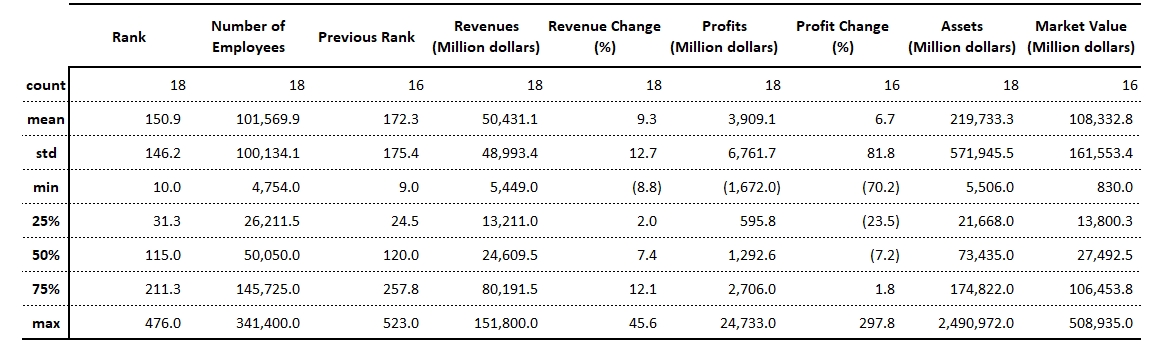 Rank Number of Employees Previous Rank Revenues (Million dollars) Revenue Change (%) Profits (Million dollars) Profit Change (%) Assets (Million dollars) Market Value (Million dollars)
count 18 18 16 18 18 18 18 18 16
mean 150.9 101,569.9 172.3 50,431.1 9.3 3,909.1 6.7 219,733.3 108,332.8
std 146.2 100,134.1 175.4 48,993.4 12.7 6,761.7 81.8 571,945.5 161,553.4
min 10.0 4,754.0 9.0 5,449.0 (8.8) (1,672.0) (70.2) 5,506.0 830.0
25% 31.3 26,211.5 24.5 13,211.0 2.0 595.8 (23.5) 21,668.0 13,800.3
50% 115.0 50,050.0 120.0 24,609.5 7.4 1,292.6 (7.2) 73,435.0 27,492.5
75% 211.3 145,725.0 257.8 80,191.5 12.1 2,706.0 1.8 174,822.0 106,453.8
max 476.0 341,400.0 523.0 151,800.0 45.6 24,733.0 297.8 2,490,972.0 508,935.0